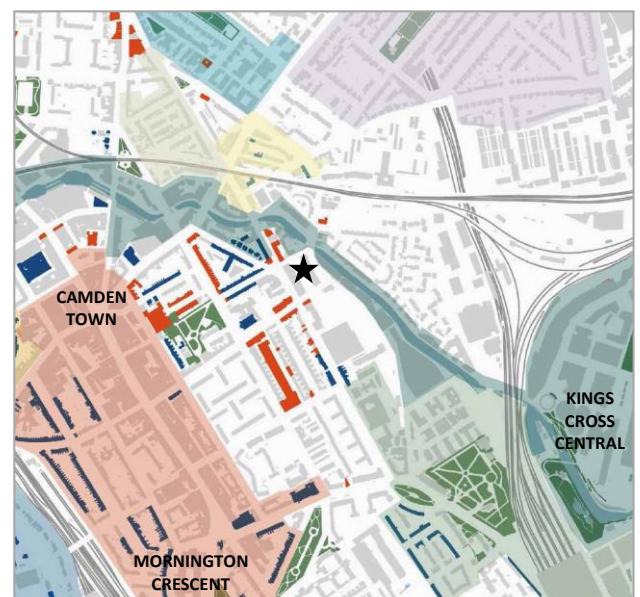 CAMDEN
TOWN
KINGS
CROSS
CENTRAL
MORNINGTON
CRESCENT